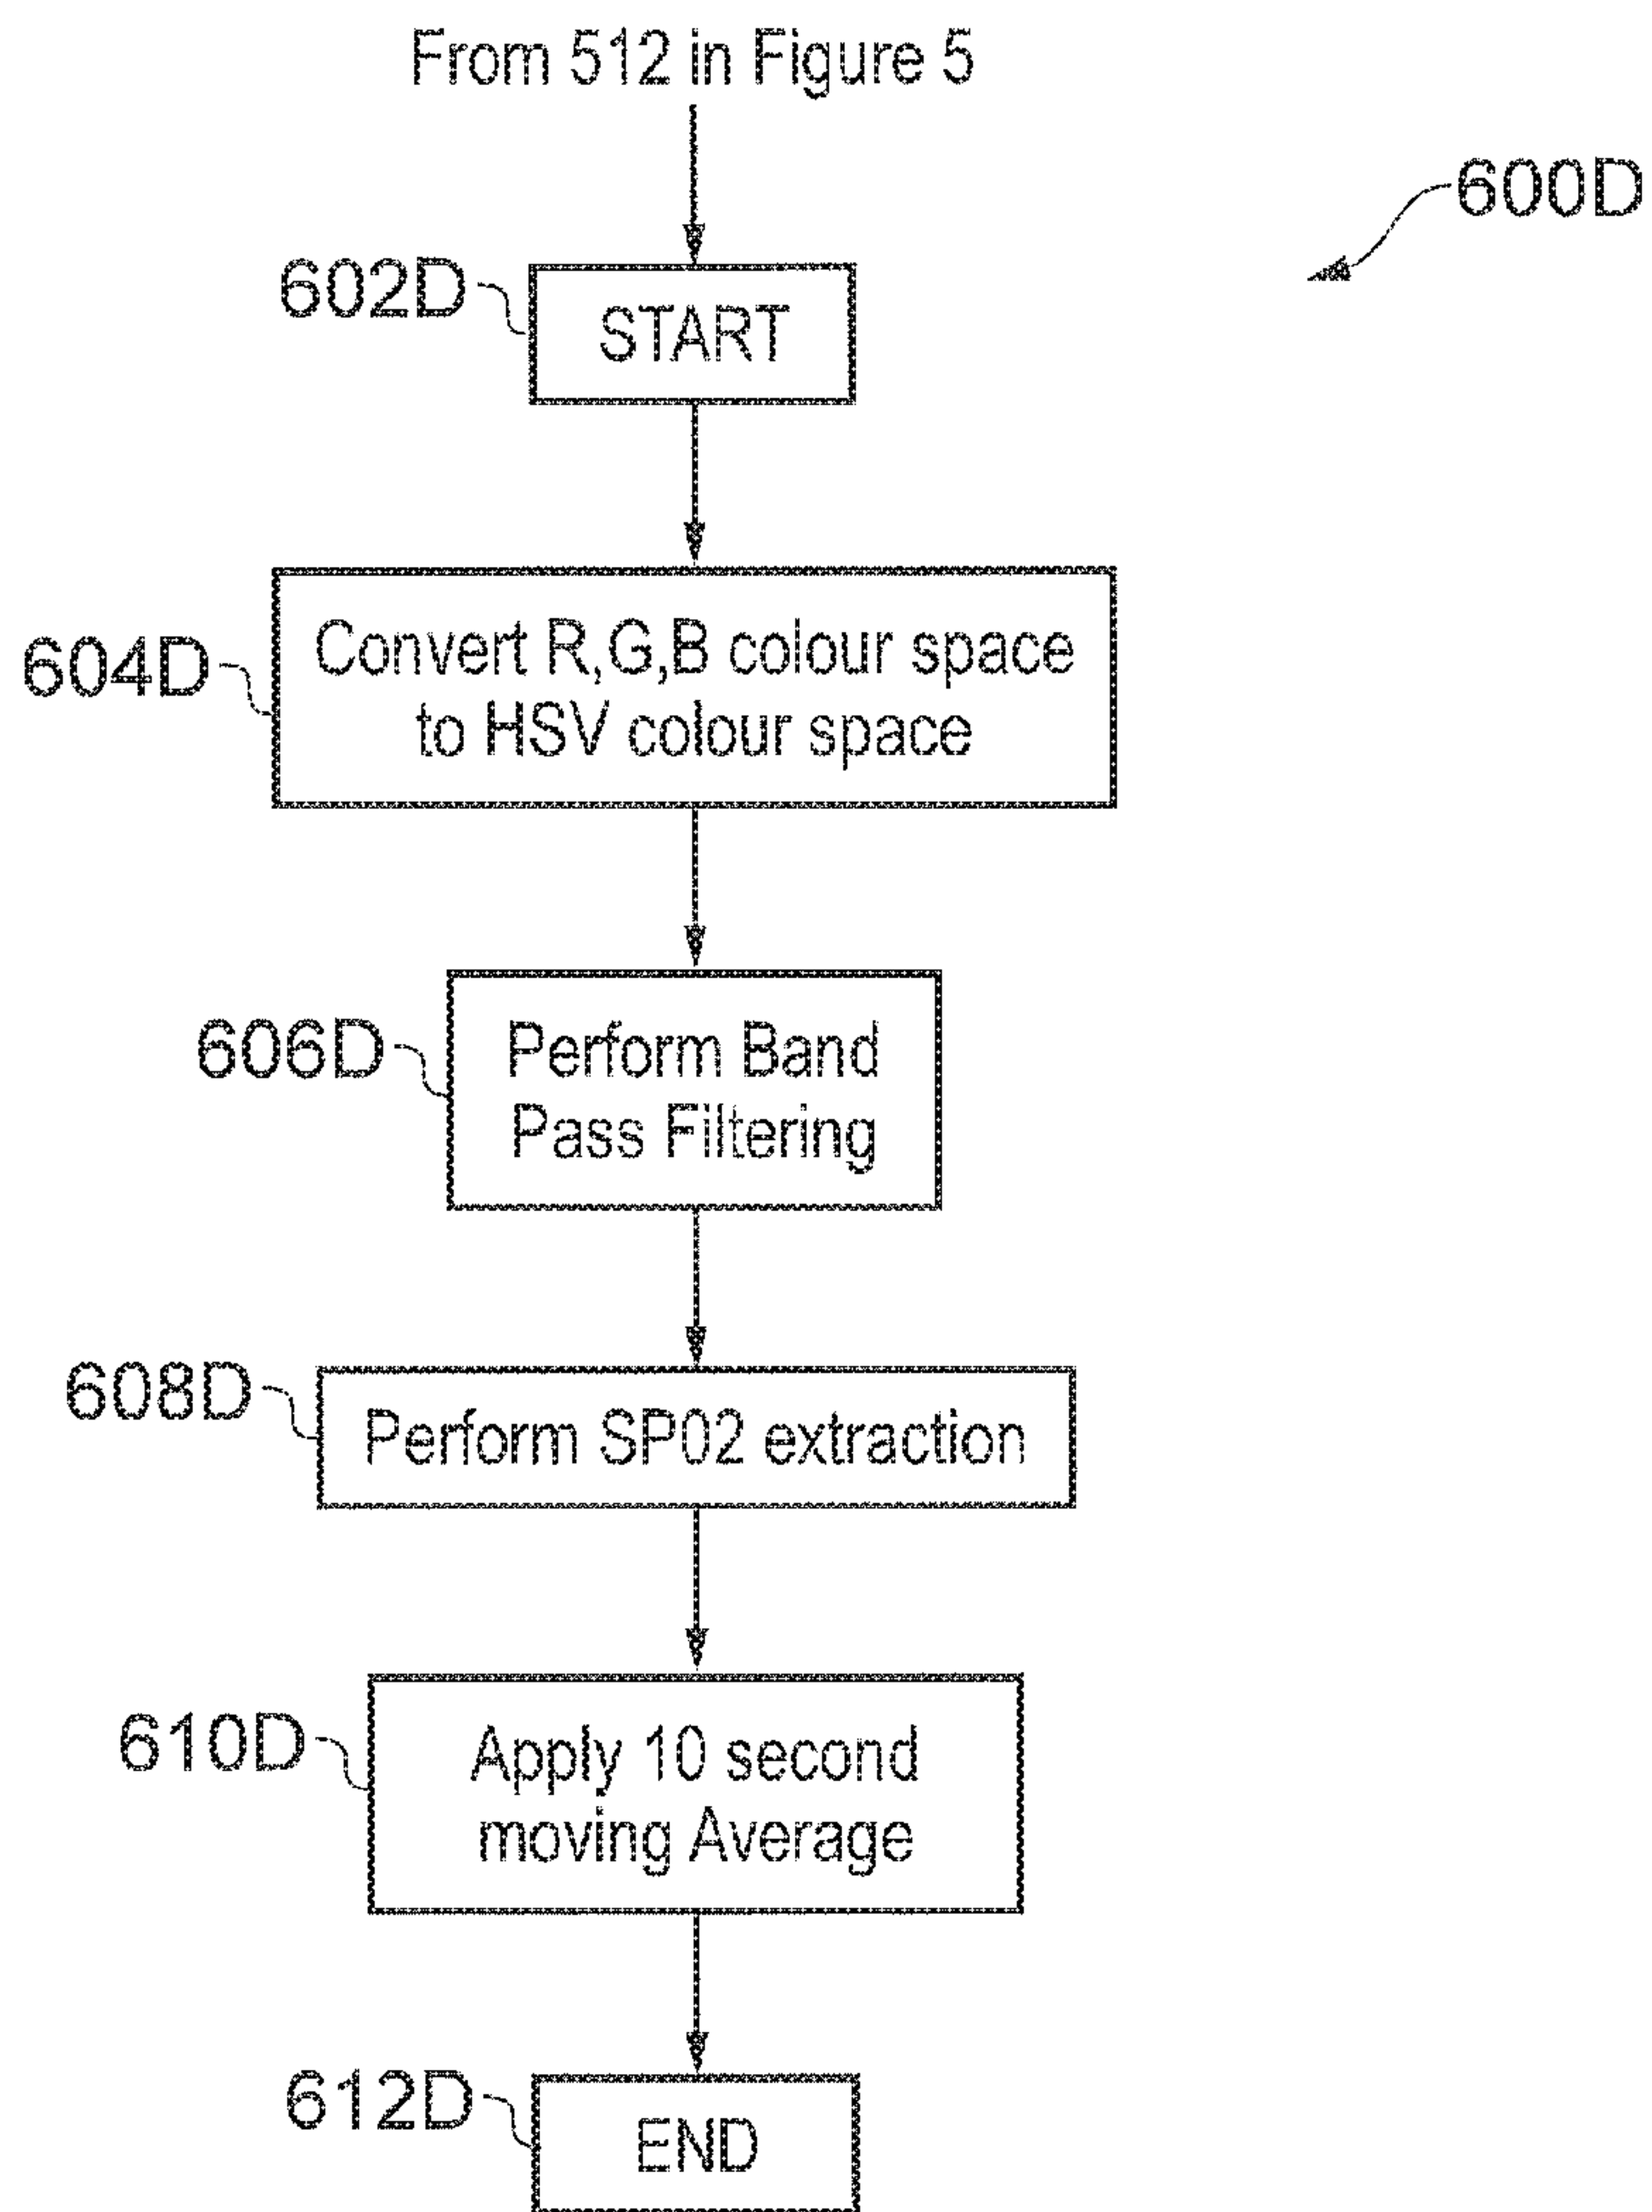 From 512 in Figure 5
600D
602D
START
604D
Convert R,G,B colour space
to HSV colour space
606D
Perform Band
Pass Filtering
608D
Perform SP02 extraction
610D
Apply 10 second
moving Average
612D
END